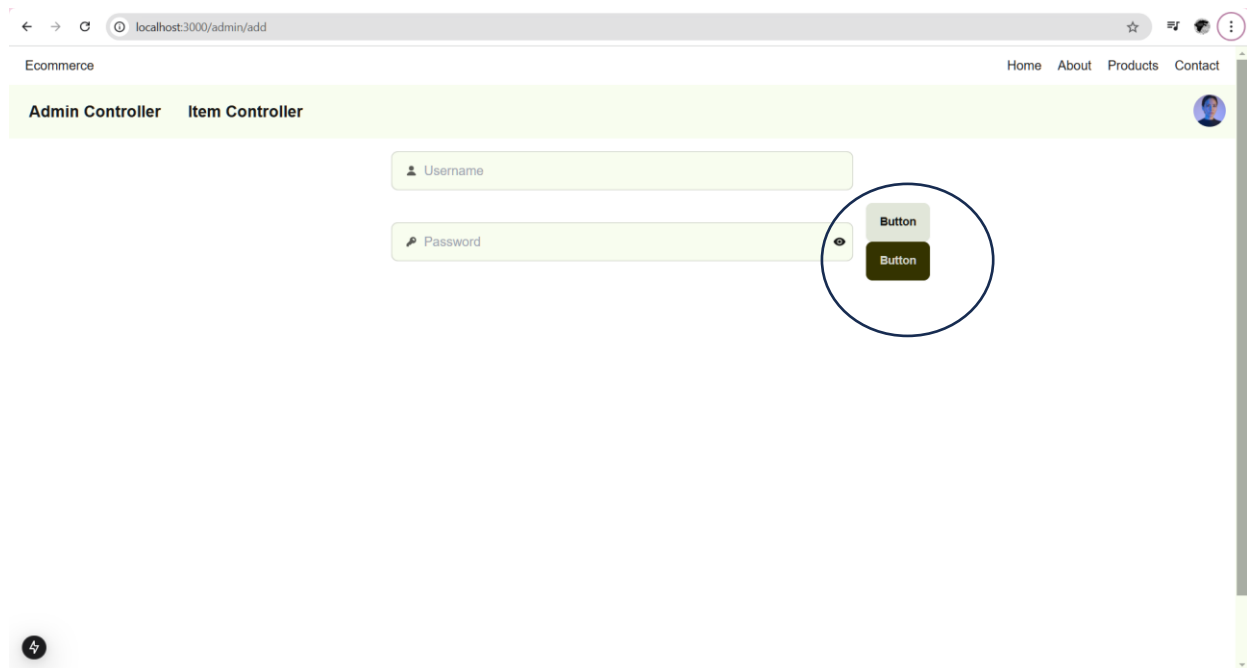 localhost:3000/admin/add
Ecommerce Home About Products Contact
Admin Controller Item Controller
Username
Button
Password
Button